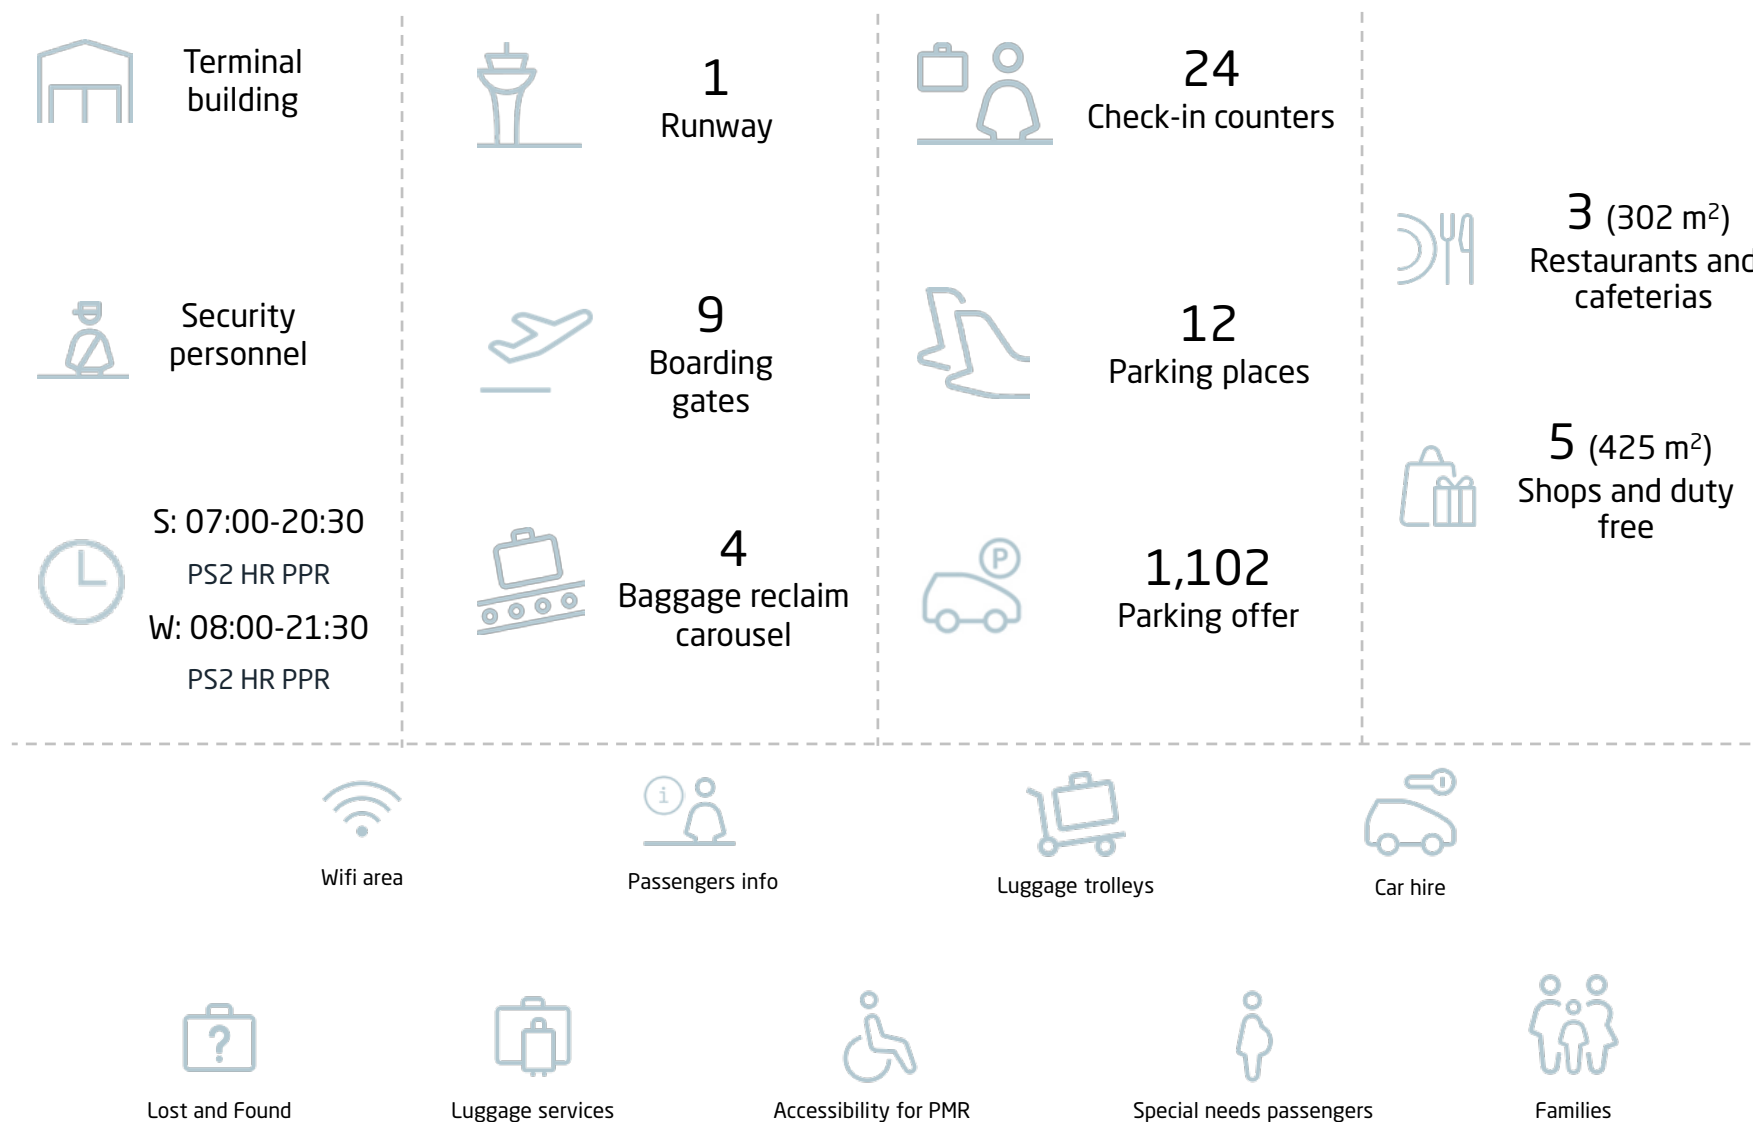 Terminal
building
Security
personnel
S: 07:00-20:30
PS2 HR PPR
W: 08:00-21:30
PS2 HR PPR
1
Runway
9
Boarding
gates
4
Baggage reclaim
carousel
24
Check-in counters
12
Parking places
P
1,102
Parking offer
3 (302 m²)
Restaurants and
cafeterias
5 (425 m²)
Shops and duty
free
i
Wifi area
Passengers info
Luggage trolleys
Car hire
?
Lost and Found
Luggage services
Accessibility for PMR
Special needs passengers
Families